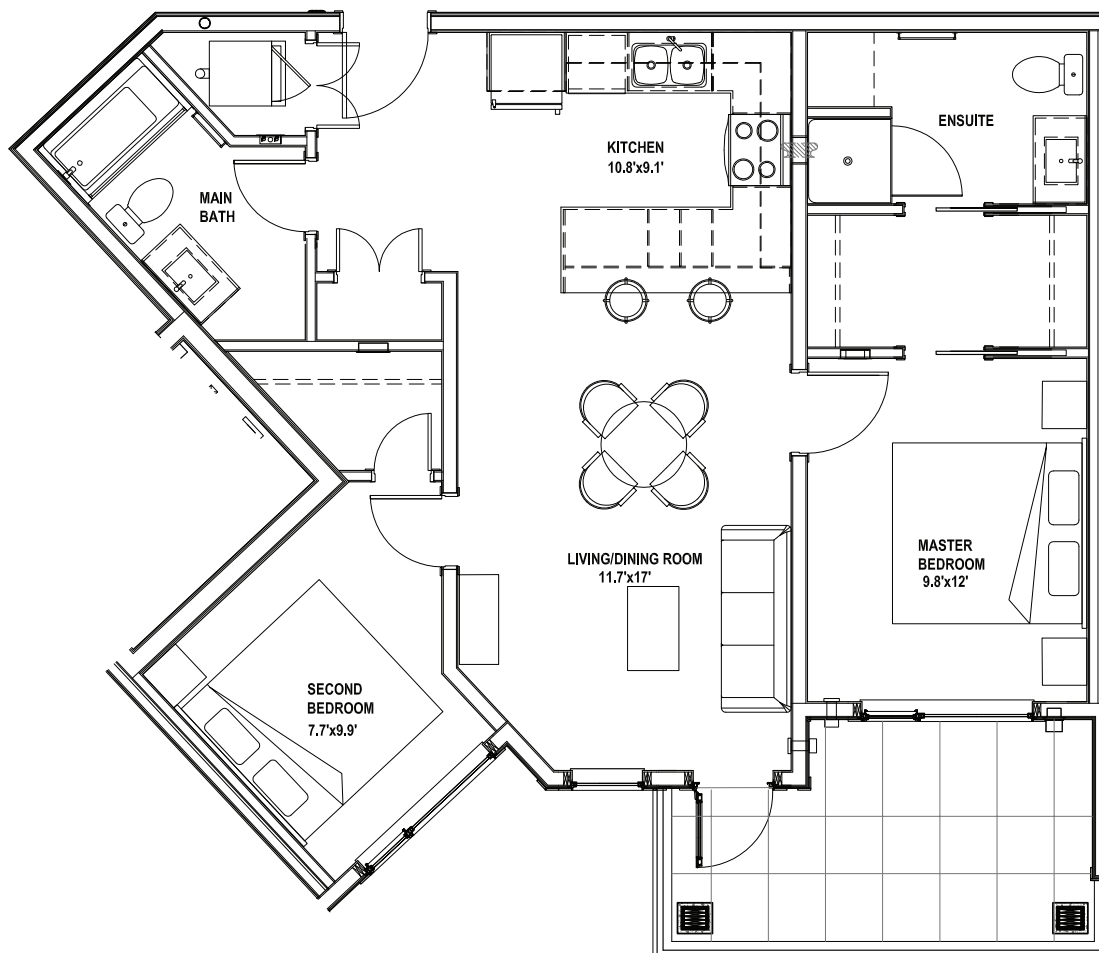 KITCHEN
10.8'x9.1'
ENSUITE
MAIN
BATH
LIVING/DINING ROOM
11.7'x17'
MASTER
BEDROOM
9.8'x12'
SECOND
BEDROOM
7.7'x9.9'